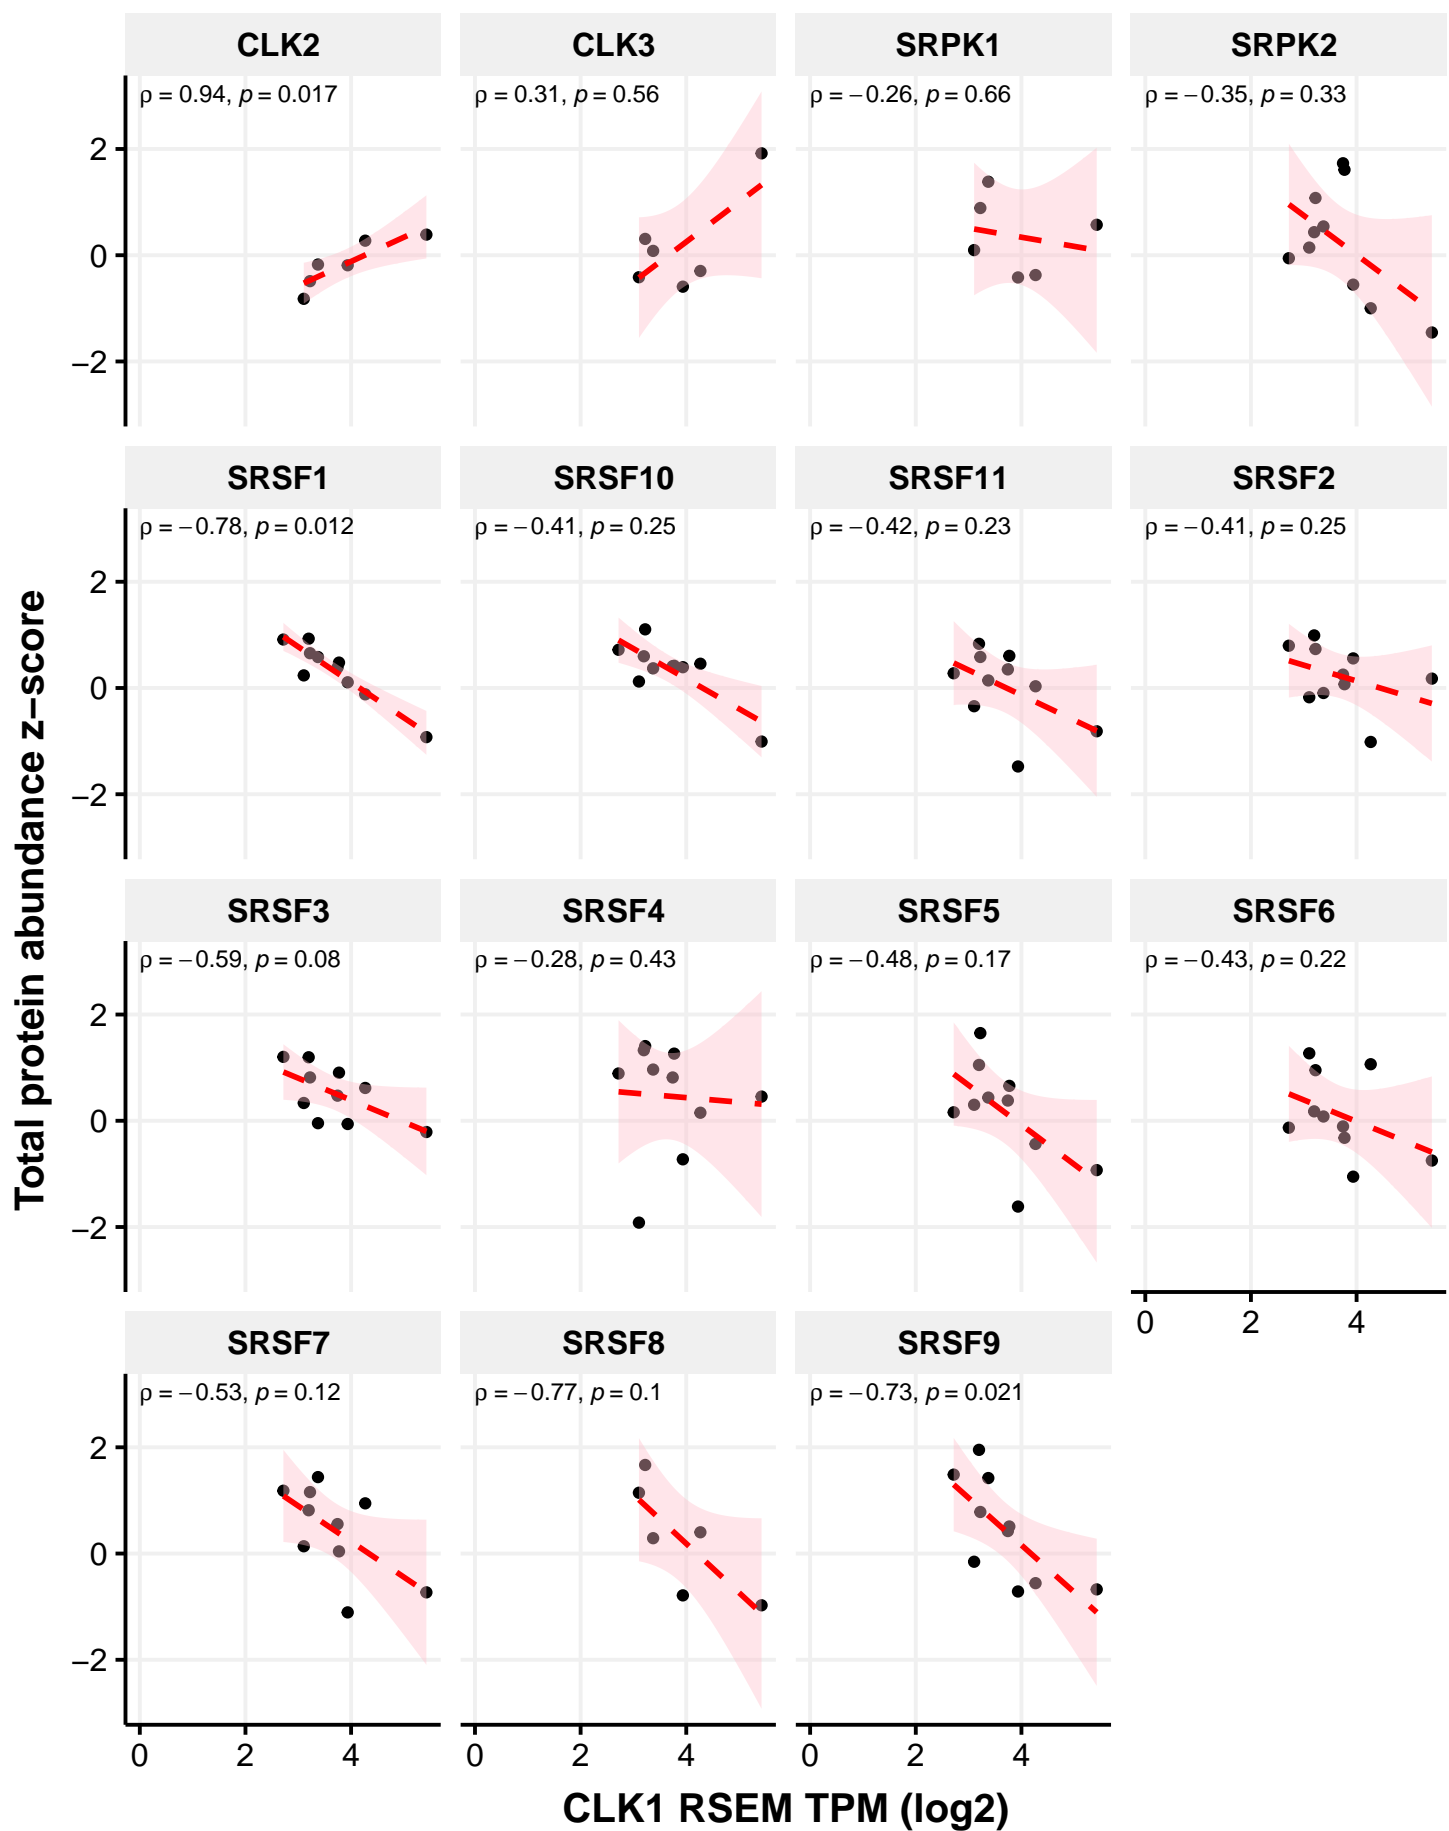 CLK2 CLK3 SRPK1 SRPK2
ρ = 0.94, p = 0.017 ρ = 0.31, p = 0.56 ρ = −0.26, p = 0.66 ρ = −0.35, p = 0.33
2
0
−2
SRSF1 SRSF10 SRSF11 SRSF2
ρ = −0.78, p = 0.012 ρ = −0.41, p = 0.25 ρ = −0.42, p = 0.23 ρ = −0.41, p = 0.25
2
0
−2
Total protein abundance z−score
SRSF3 SRSF4 SRSF5 SRSF6
ρ = −0.59, p = 0.08 ρ = −0.28, p = 0.43 ρ = −0.48, p = 0.17 ρ = −0.43, p = 0.22
2
0
−2
0 2 4
SRSF7 SRSF8 SRSF9
ρ = −0.53, p = 0.12 ρ = −0.77, p = 0.1 ρ = −0.73, p = 0.021
2
0
−2
0 2 4 0 2 4 0 2 4
CLK1 RSEM TPM (log2)